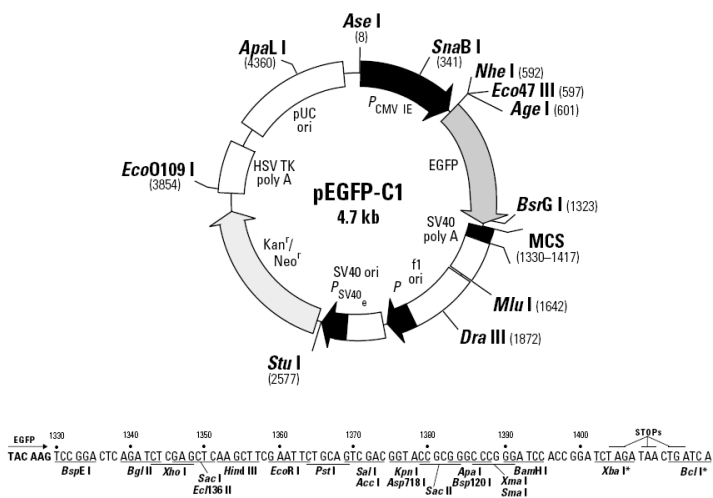 Ase I
(8)
ApaL I
(4360)
SnaB I
(341)
Nhe I (592)
Eco47 III (597)
Age I (601)
P CMV IE
pUC
ori
EGFP
HSV TK
poly A
EcoO109 I
(3854)
pEGFP-C1
4.7 kb
BsrG I (1323)
SV40
poly A
MCS
(1330–1417)
Kanr/
Neor
SV40 ori
P SV40e
f1
ori
P
Mlu I (1642)
Dra III (1872)
Stu I
(2577)
EGFP 1330 1340 1350 1360 1370 1380 1390 1400 STOPs
TAC AAG TCC GGA CTC AGA TCT CGA GCT CAA GCT TCG AAT TCT GCA GTC GAC GGT ACC GCG GGC CCG GGA TCC ACC GGA TCT AGA TAA CTG ATC A
BspE I Bgl II Xho I Hind III EcoR I Pst I Sal I Kpn I Apa I BamH I Xba I* Bcl I*
Sac I Acc I Asp718 I Bsp120 I Xma I
Ecl136 II Sac II Sma I